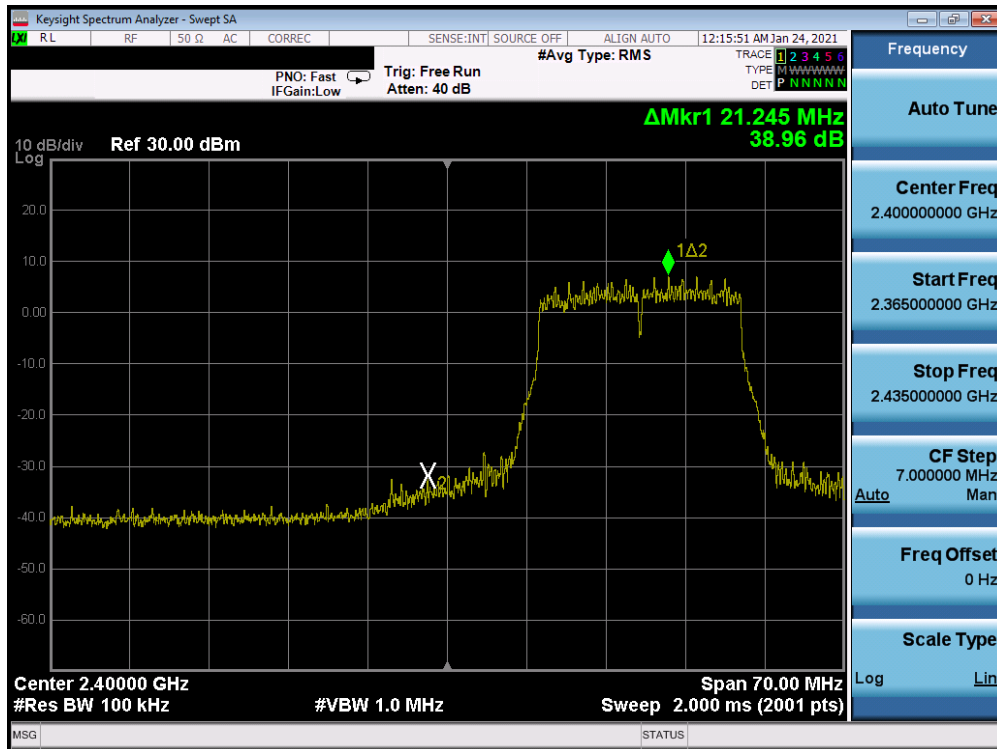 Keysight Spectrum Analyzer - Swept SA
LXI RL RF 50 Ω AC CORREC SENSE:INT SOURCE OFF ALIGN AUTO 12:15:51 AM Jan 24, 2021
#Avg Type: RMS
TRACE 1 2 3 4 5 6
TYPE M W W W W W
DET P N N N N N
PNO: Fast
IFGain:Low
Trig: Free Run
Atten: 40 dB
ΔMkr1 21.245 MHz
38.96 dB
10 dB/div
Log
Ref 30.00 dBm
20.0
10.0
0.00
-10.0
-20.0
-30.0
-40.0
-50.0
-60.0
1Δ2
X2
Center 2.40000 GHz
Span 70.00 MHz
#Res BW 100 kHz
#VBW 1.0 MHz
Sweep 2.000 ms (2001 pts)
MSG
STATUS
Frequency
Auto Tune
Center Freq
2.400000000 GHz
Start Freq
2.365000000 GHz
Stop Freq
2.435000000 GHz
CF Step
7.000000 MHz
Auto Man
Freq Offset
0 Hz
Scale Type
Log Lin